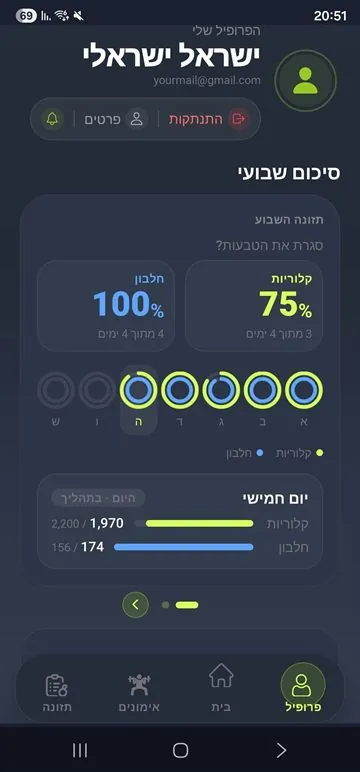 20:51
69
הפרופיל שלי
ישראל ישראלי
yourmail@gmail.com
התנתקות
פרטים
סיכום שבועי
תזונה השבוע
סגרת את הטבעות?
קלוריות
75%
3 מתוך 4 ימים
חלבון
100%
4 מתוך 4 ימים
א ב ג ד ה ו ש
קלוריות חלבון
יום חמישי
היום · בתהליך
קלוריות 1,970 / 2,200
חלבון 174 / 156
פרופיל בית אימונים תזונה